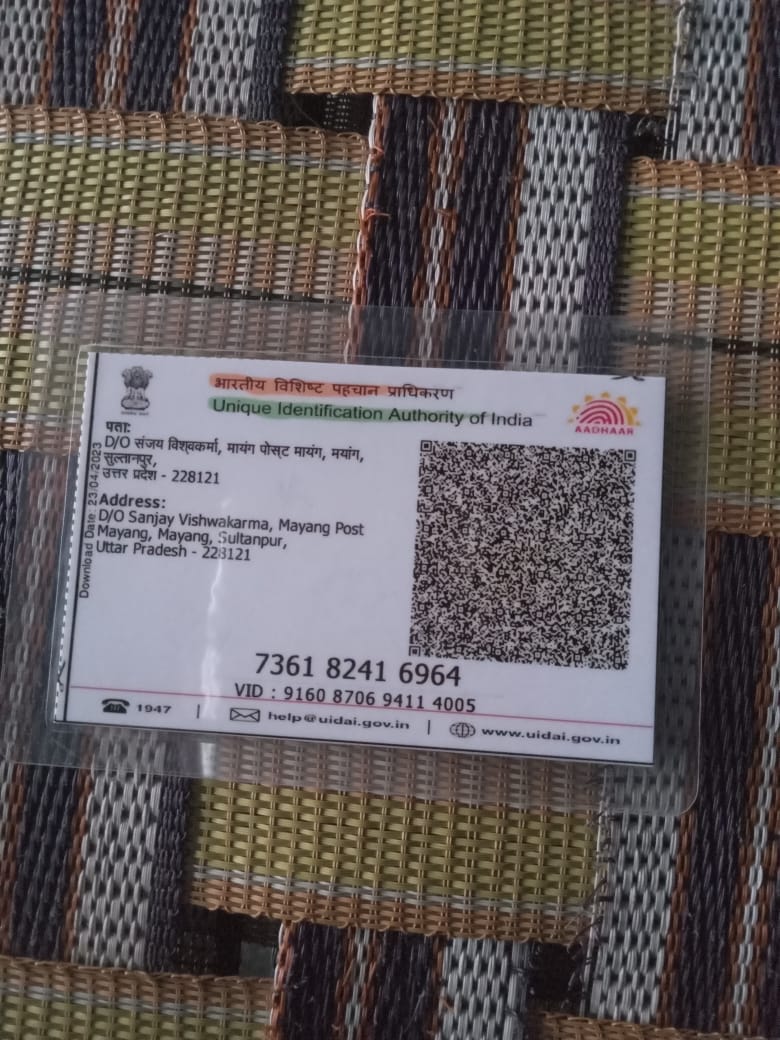 भारतीय विशिष्ट पहचान प्राधिकरण
Unique Identification Authority of India
AADHAAR
पता:
D/O संजय विश्वकर्मा, मायंग पोस्ट मायंग, मयांग,
सुल्तानपुर,
उत्तर प्रदेश - 228121
Address:
D/O Sanjay Vishwakarma, Mayang Post
Mayang, Mayang, Sultanpur,
Uttar Pradesh - 228121
Download Date: 23/04/2023
7361 8241 6964
VID : 9160 8706 9411 4005
1947 | help@uidai.gov.in | www.uidai.gov.in